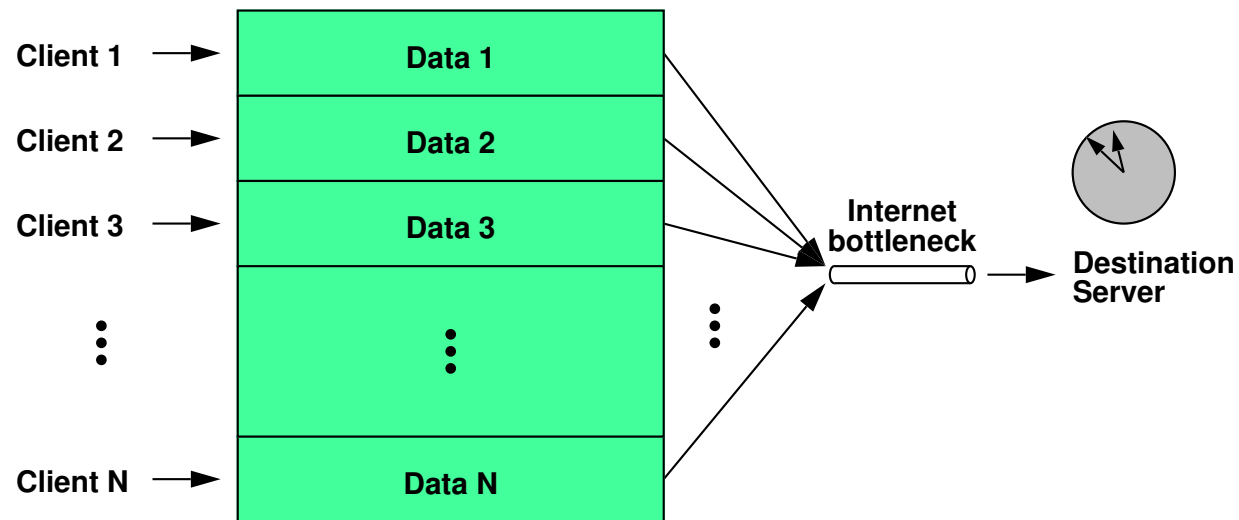 Client 1
Data 1
Client 2
Data 2
Client 3
Data 3
Internet
bottleneck
Destination
Server
Client N
Data N